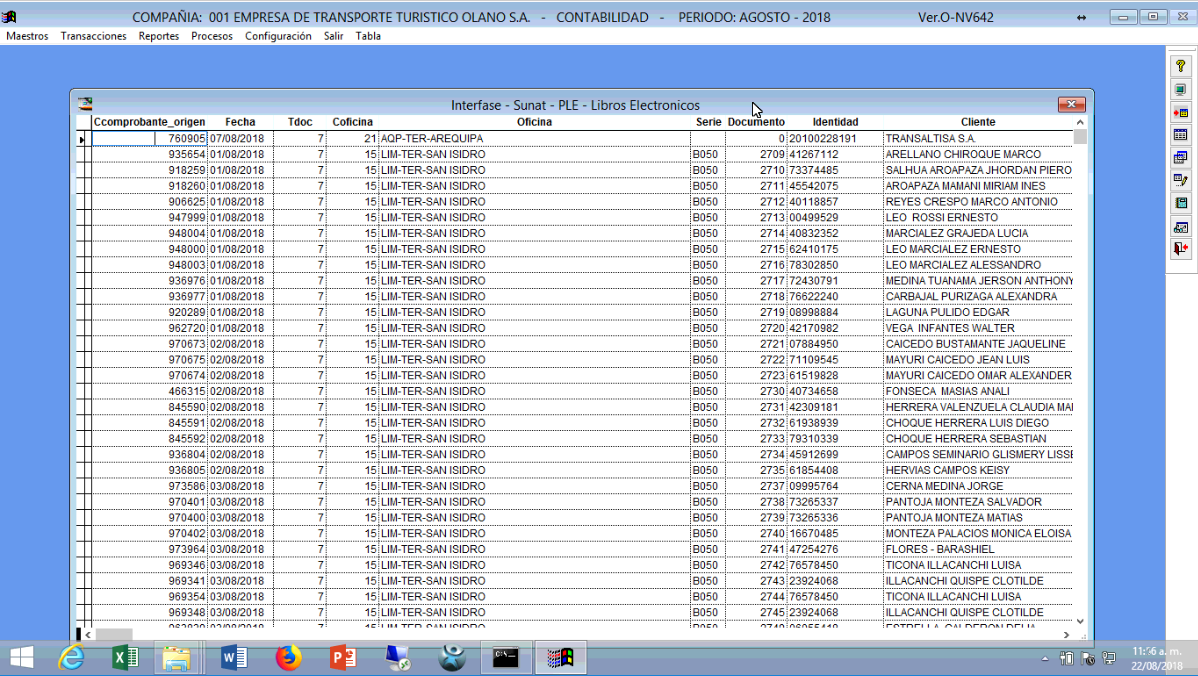 COMPAÑIA: 001 EMPRESA DE TRANSPORTE TURISTICO OLANO S.A. - CONTABILIDAD - PERIODO: AGOSTO - 2018 Ver.O-NV642
Maestros Transacciones Reportes Procesos Configuración Salir Tabla
Interfase - Sunat - PLE - Libros Electronicos
Ccomprobante_origen Fecha Tdoc Coficina Oficina Serie Documento Identidad Cliente
760905 07/08/2018 7 21 AQP-TER-AREQUIPA 0 20100228191 TRANSALTISA S.A.
935654 01/08/2018 7 15 LIM-TER-SAN ISIDRO B050 2709 41267112 ARELLANO CHIROQUE MARCO
918259 01/08/2018 7 15 LIM-TER-SAN ISIDRO B050 2710 73374485 SALHUA AROAPAZA JHORDAN PIERO
918260 01/08/2018 7 15 LIM-TER-SAN ISIDRO B050 2711 45542075 AROAPAZA MAMANI MIRIAM INES
906625 01/08/2018 7 15 LIM-TER-SAN ISIDRO B050 2712 40118857 REYES CRESPO MARCO ANTONIO
947999 01/08/2018 7 15 LIM-TER-SAN ISIDRO B050 2713 00499529 LEO ROSSI ERNESTO
948004 01/08/2018 7 15 LIM-TER-SAN ISIDRO B050 2714 40832352 MARCIALEZ GRAJEDA LUCIA
948000 01/08/2018 7 15 LIM-TER-SAN ISIDRO B050 2715 62410175 LEO MARCIALEZ ERNESTO
948003 01/08/2018 7 15 LIM-TER-SAN ISIDRO B050 2716 78302850 LEO MARCIALEZ ALESSANDRO
936976 01/08/2018 7 15 LIM-TER-SAN ISIDRO B050 2717 72430791 MEDINA TUANAMA JERSON ANTHONY
936977 01/08/2018 7 15 LIM-TER-SAN ISIDRO B050 2718 76622240 CARBAJAL PURIZAGA ALEXANDRA
920289 01/08/2018 7 15 LIM-TER-SAN ISIDRO B050 2719 08998884 LAGUNA PULIDO EDGAR
962720 01/08/2018 7 15 LIM-TER-SAN ISIDRO B050 2720 42170982 VEGA INFANTES WALTER
970673 02/08/2018 7 15 LIM-TER-SAN ISIDRO B050 2721 07884950 CAICEDO BUSTAMANTE JAQUELINE
970675 02/08/2018 7 15 LIM-TER-SAN ISIDRO B050 2722 71109545 MAYURI CAICEDO JEAN LUIS
970674 02/08/2018 7 15 LIM-TER-SAN ISIDRO B050 2723 61519828 MAYURI CAICEDO OMAR ALEXANDER
466315 02/08/2018 7 15 LIM-TER-SAN ISIDRO B050 2730 40734658 FONSECA MASIAS ANALI
845590 02/08/2018 7 15 LIM-TER-SAN ISIDRO B050 2731 42309181 HERRERA VALENZUELA CLAUDIA MAI
845591 02/08/2018 7 15 LIM-TER-SAN ISIDRO B050 2732 61938939 CHOQUE HERRERA LUIS DIEGO
845592 02/08/2018 7 15 LIM-TER-SAN ISIDRO B050 2733 79310339 CHOQUE HERRERA SEBASTIAN
936804 02/08/2018 7 15 LIM-TER-SAN ISIDRO B050 2734 45912699 CAMPOS SEMINARIO GLISMERY LISSE
936805 02/08/2018 7 15 LIM-TER-SAN ISIDRO B050 2735 61854408 HERVIAS CAMPOS KEISY
973586 03/08/2018 7 15 LIM-TER-SAN ISIDRO B050 2737 09995764 CERNA MEDINA JORGE
970401 03/08/2018 7 15 LIM-TER-SAN ISIDRO B050 2738 73265337 PANTOJA MONTEZA SALVADOR
970400 03/08/2018 7 15 LIM-TER-SAN ISIDRO B050 2739 73265336 PANTOJA MONTEZA MATIAS
970402 03/08/2018 7 15 LIM-TER-SAN ISIDRO B050 2740 16670485 MONTEZA PALACIOS MONICA ELOISA
973964 03/08/2018 7 15 LIM-TER-SAN ISIDRO B050 2741 47254276 FLORES - BARASHIEL
969346 03/08/2018 7 15 LIM-TER-SAN ISIDRO B050 2742 76578450 TICONA ILLACANCHI LUISA
969341 03/08/2018 7 15 LIM-TER-SAN ISIDRO B050 2743 23924068 ILLACANCHI QUISPE CLOTILDE
969354 03/08/2018 7 15 LIM-TER-SAN ISIDRO B050 2744 76578450 TICONA ILLACANCHI LUISA
969348 03/08/2018 7 15 LIM-TER-SAN ISIDRO B050 2745 23924068 ILLACANCHI QUISPE CLOTILDE
03/08/2018 7 15 LIM-TER-SAN ISIDRO B050 ESTRELLA CALDERON DELIA
a. m.
22/08/2018